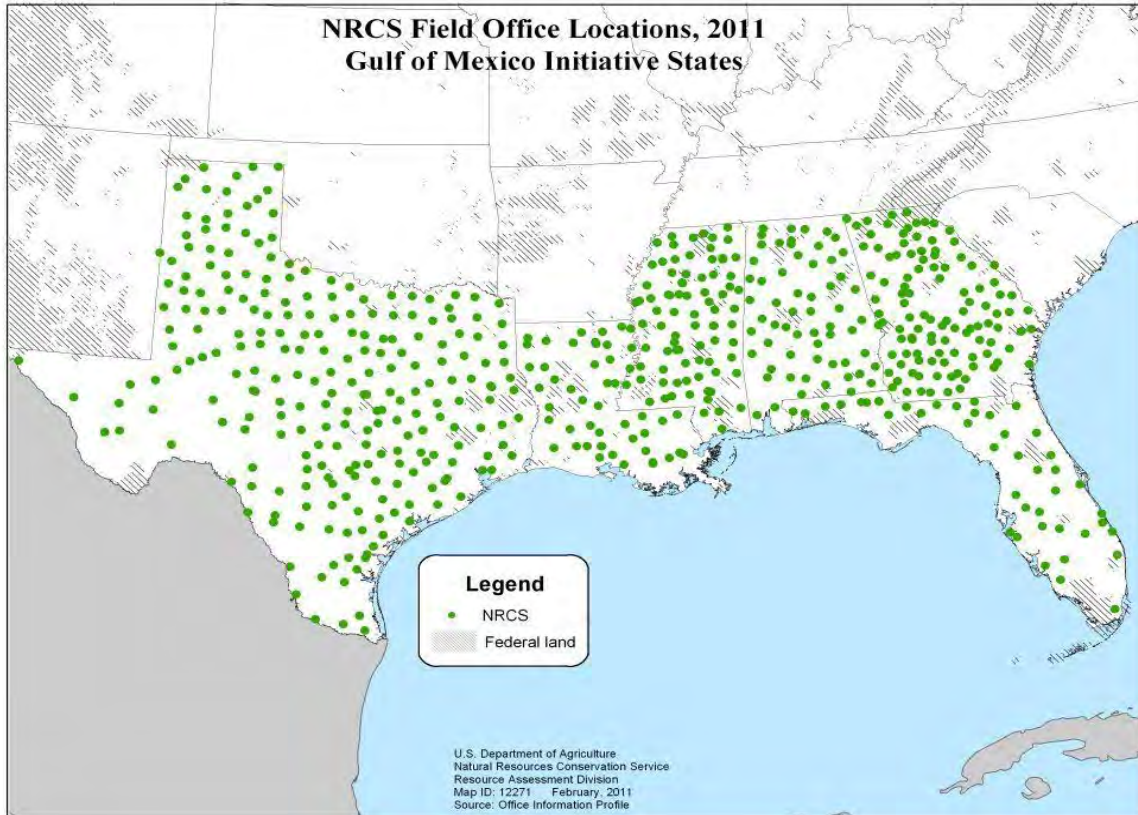 NRCS Field Office Locations, 2011
Gulf of Mexico Initiative States
Legend
NRCS
Federal land
U.S. Department of Agriculture
Natural Resources Conservation Service
Resource Assessment Division
Map ID: 12271 February, 2011
Source: Office Information Profile